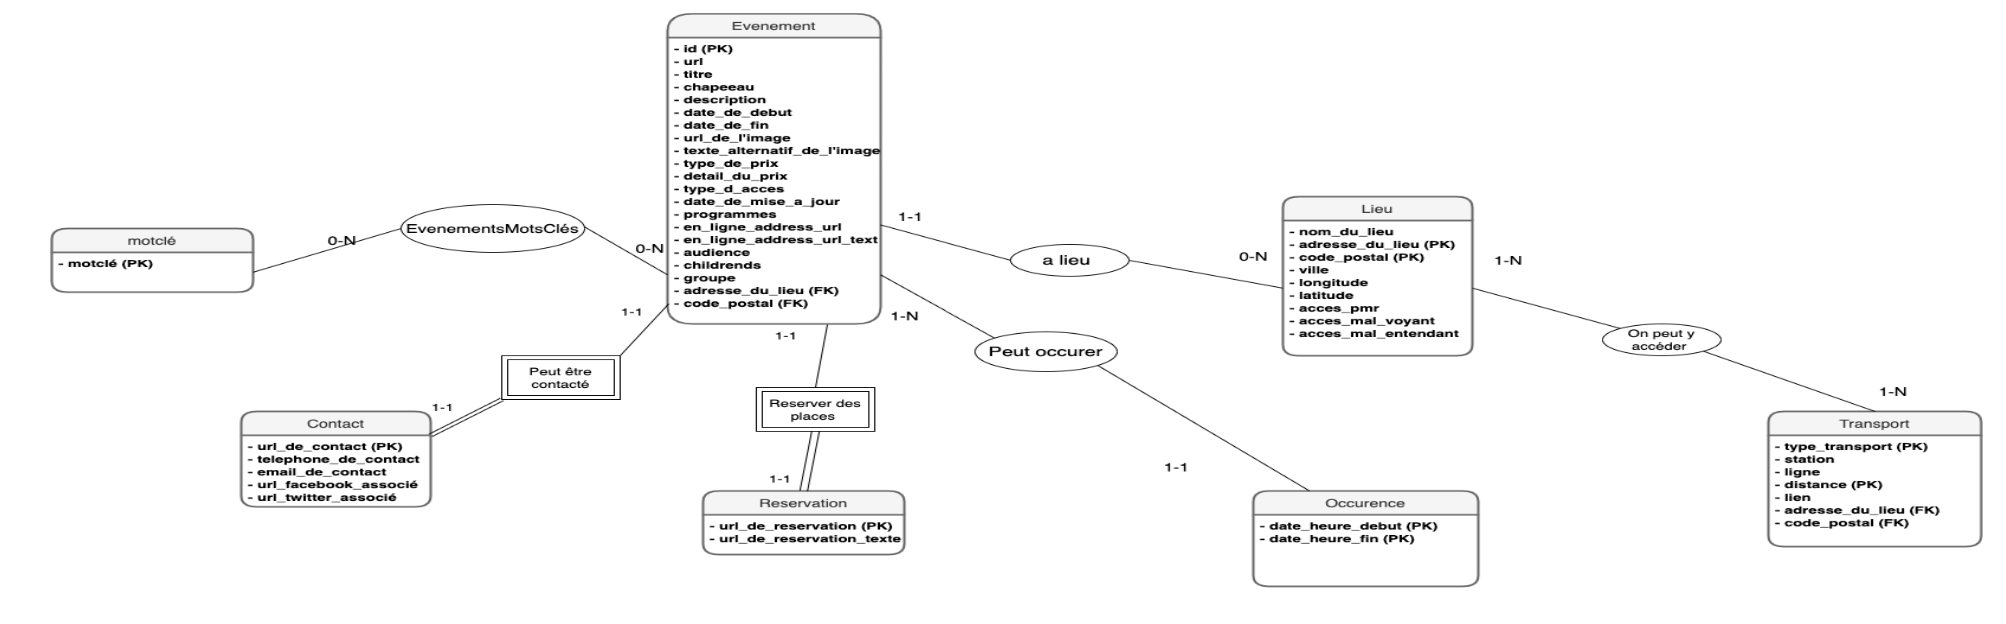 Evenement
- id (PK)
- url
- titre
- chapeeau
- description
- date_de_debut
- date_de_fin
- url_de_l'image
- texte_alternatif_de_l'image
- type_de_prix
- detail_du_prix
- type_d_acces
- date_de_mise_a_jour
- programmes
- en_ligne_address_url
- en_ligne_address_url_text
- audience
- childrends
- groupe
- adresse_du_lieu (FK)
- code_postal (FK)
motclé
- motclé (PK)
0-N
EvenementsMotsClés
0-N
1-1
a lieu
0-N
Lieu
- nom_du_lieu
- adresse_du_lieu (PK)
- code_postal (PK)
- ville
- longitude
- latitude
- acces_pmr
- acces_mal_voyant
- acces_mal_entendant
1-N
On peut y
accéder
1-N
Transport
- type_transport (PK)
- station
- ligne
- distance (PK)
- lien
- adresse_du_lieu (FK)
- code_postal (FK)
1-1
Peut être
contacté
1-1
Contact
- url_de_contact (PK)
- telephone_de_contact
- email_de_contact
- url_facebook_associé
- url_twitter_associé
1-1
Reserver des
places
1-1
Reservation
- url_de_reservation (PK)
- url_de_reservation_texte
1-N
Peut occurer
1-1
Occurence
- date_heure_debut (PK)
- date_heure_fin (PK)